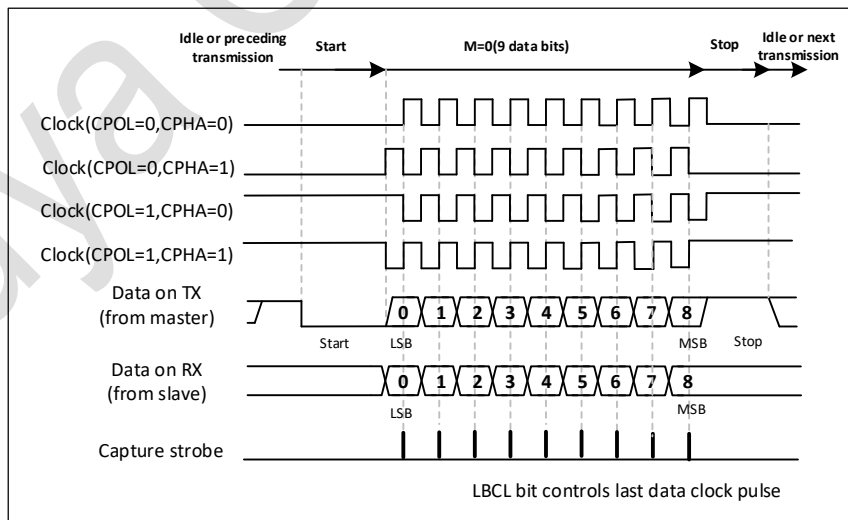 Idle or preceding transmission
Start
M=0(9 data bits)
Stop
Idle or next transmission
Clock(CPOL=0,CPHA=0)
Clock(CPOL=0,CPHA=1)
Clock(CPOL=1,CPHA=0)
Clock(CPOL=1,CPHA=1)
Data on TX
(from master)
0 1 2 3 4 5 6 7 8
Start
LSB
MSB
Stop
Data on RX
(from slave)
0 1 2 3 4 5 6 7 8
LSB
MSB
Capture strobe
LBCL bit controls last data clock pulse